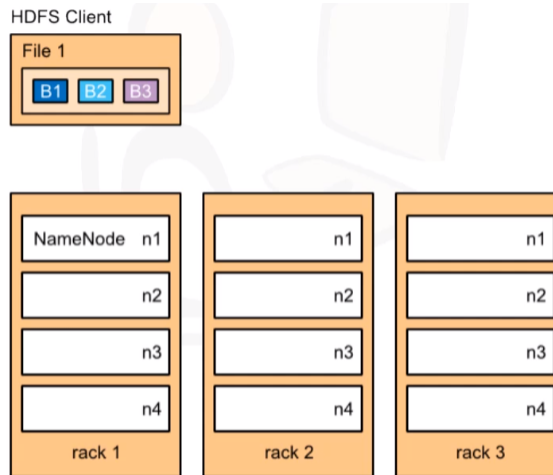 HDFS Client
File 1
B1 B2 B3
NameNode n1
n2
n3
n4
rack 1
n1
n2
n3
n4
rack 2
n1
n2
n3
n4
rack 3